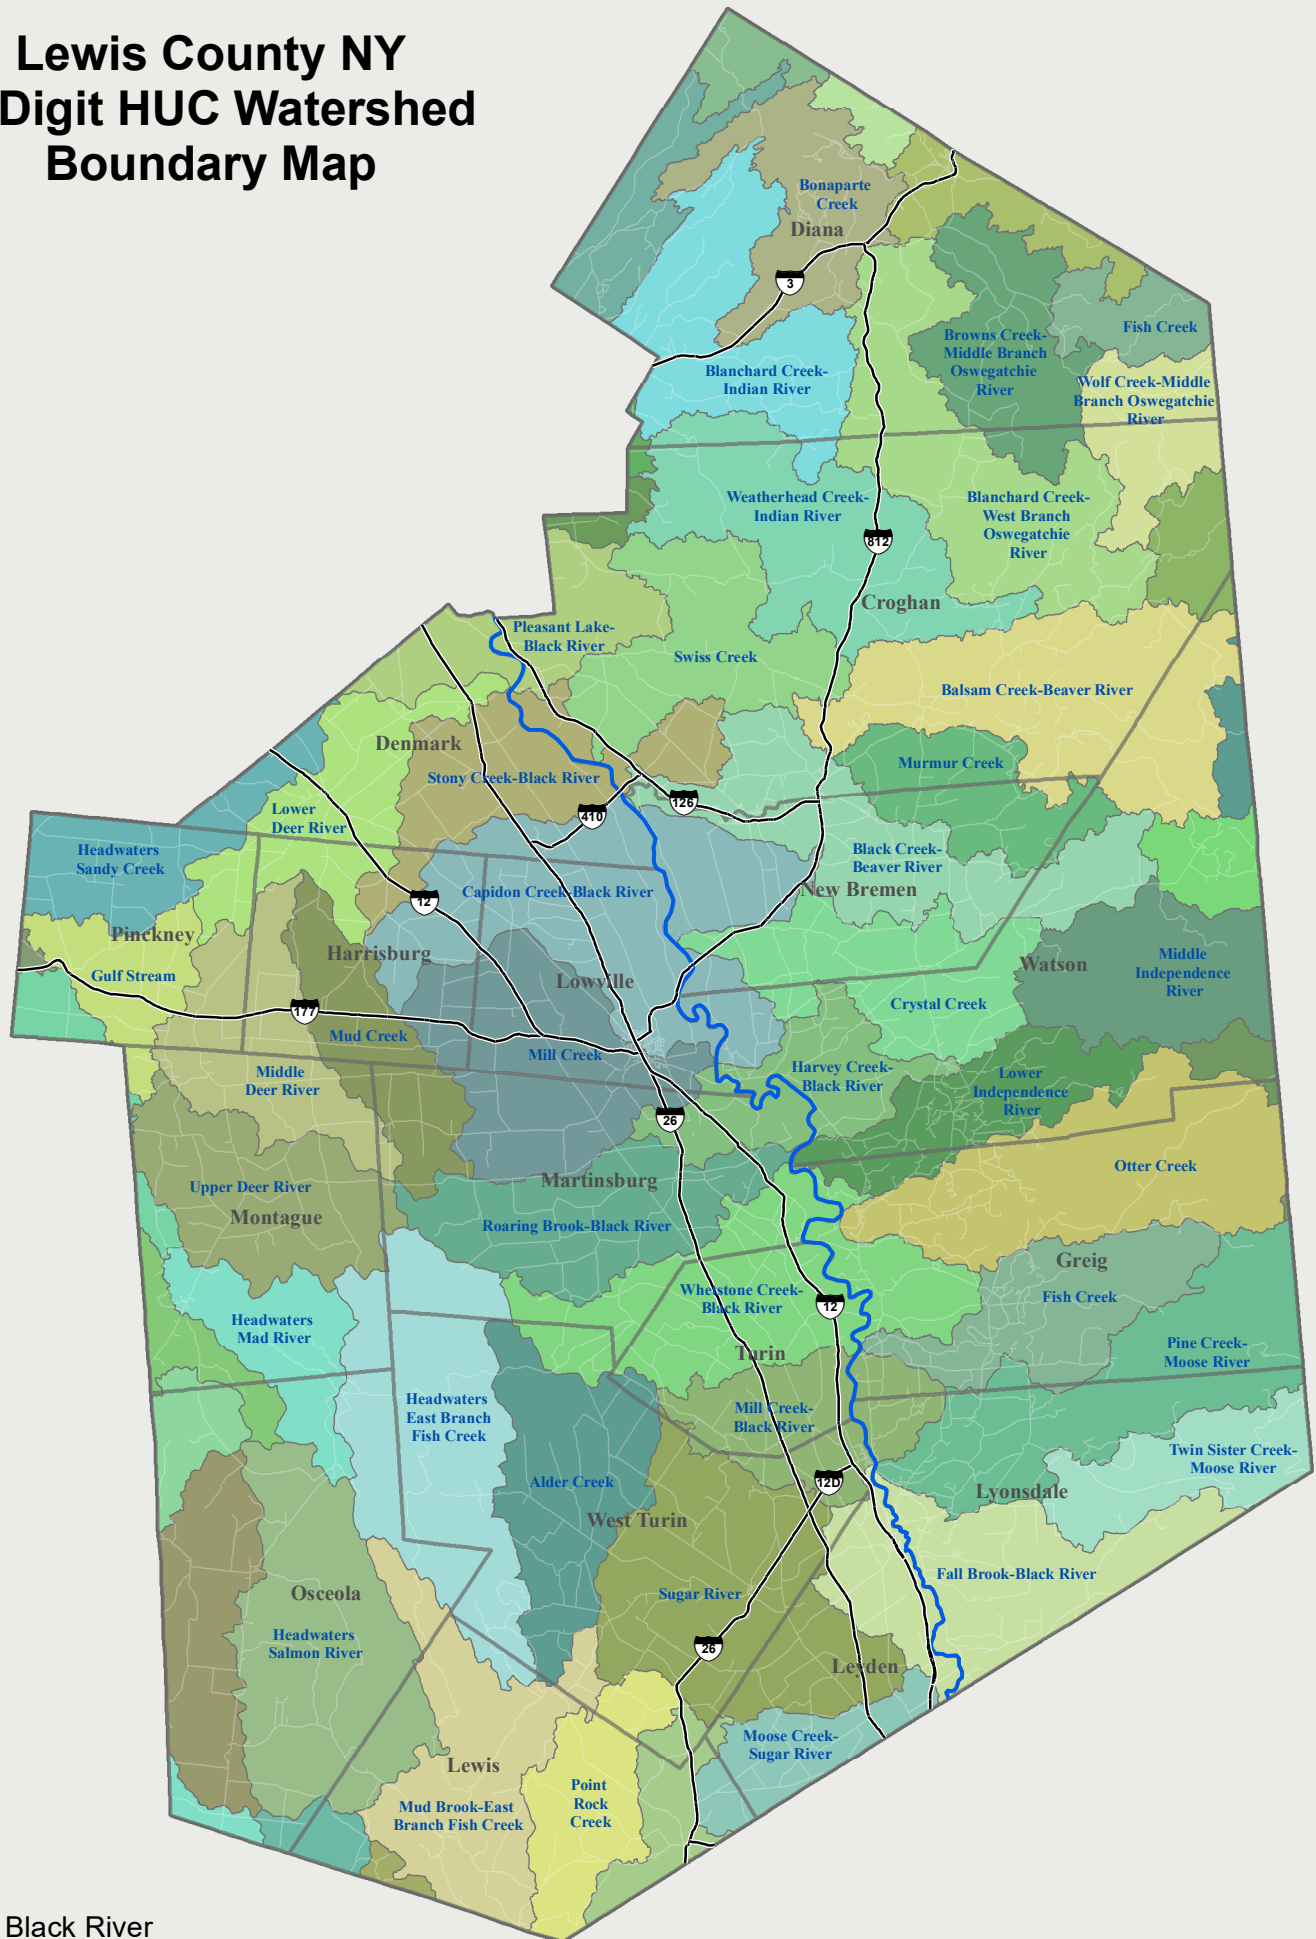 Lewis County NY
Digit HUC Watershed
Boundary Map
Bonaparte
Creek
Diana
3
Fish Creek
Browns Creek-
Middle Branch
Oswegatchie
River
Blanchard Creek-
Indian River
Wolf Creek-Middle
Branch Oswegatchie
River
Weatherhead Creek-
Indian River
Blanchard Creek-
West Branch
Oswegatchie
River
812
Croghan
Pleasant Lake-
Black River
Swiss Creek
Balsam Creek-Beaver River
Denmark
Stony Creek-Black River
Murmur Creek
126
410
Lower
Deer River
Headwaters
Sandy Creek
Black Creek-
Beaver River
New Bremen
Capidon Creek-Black River
12
Pinckney
Harrisburg
Gulf Stream
Lowville
Watson
Middle
Independence
River
Crystal Creek
177
Mud Creek
Mill Creek
Middle
Deer River
Harvey Creek-
Black River
Lower
Independence
River
26
Otter Creek
Martinsburg
Upper Deer River
Montague
Roaring Brook-Black River
Greig
Fish Creek
Whetstone Creek-
Black River
12
Headwaters
Mad River
Turin
Pine Creek-
Moose River
Headwaters
East Branch
Fish Creek
Mill Creek-
Black River
Twin Sister Creek-
Moose River
Alder Creek
12D
Lyonsdale
West Turin
Fall Brook-Black River
Osceola
Sugar River
Headwaters
Salmon River
26
Leyden
Moose Creek-
Sugar River
Lewis
Point
Rock
Creek
Mud Brook-East
Branch Fish Creek
Black River